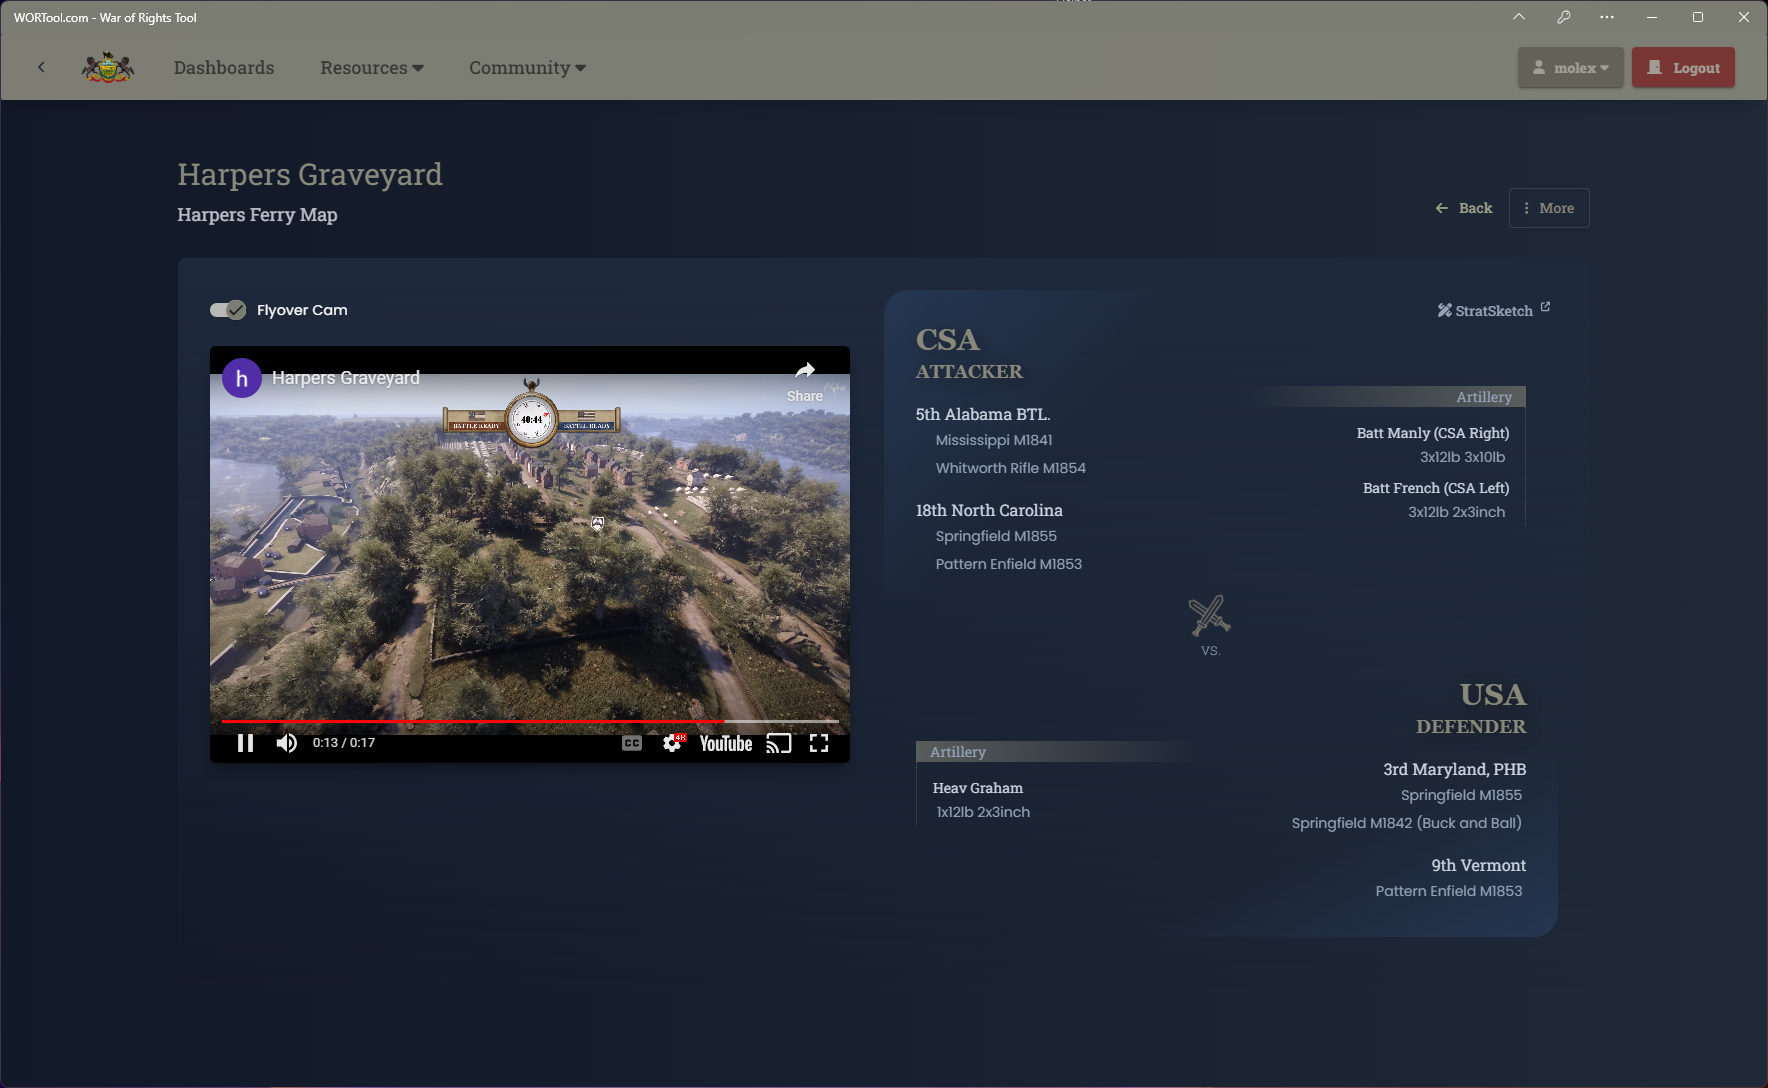 WORTool.com - War of Rights Tool
Dashboards
Resources
Community
molex
Logout
Harpers Graveyard
Harpers Ferry Map
Back
More
Flyover Cam
h
Harpers Graveyard
Share
BATTLE READY
40:44
BATTLE READY
0:13 / 0:17
CC
4K
YouTube
StratSketch
CSA
ATTACKER
5th Alabama BTL.
Mississippi M1841
Whitworth Rifle M1854
18th North Carolina
Springfield M1855
Pattern Enfield M1853
Artillery
Batt Manly (CSA Right)
3x12lb 3x10lb
Batt French (CSA Left)
3x12lb 2x3inch
VS.
USA
DEFENDER
Artillery
Heav Graham
1x12lb 2x3inch
3rd Maryland, PHB
Springfield M1855
Springfield M1842 (Buck and Ball)
9th Vermont
Pattern Enfield M1853